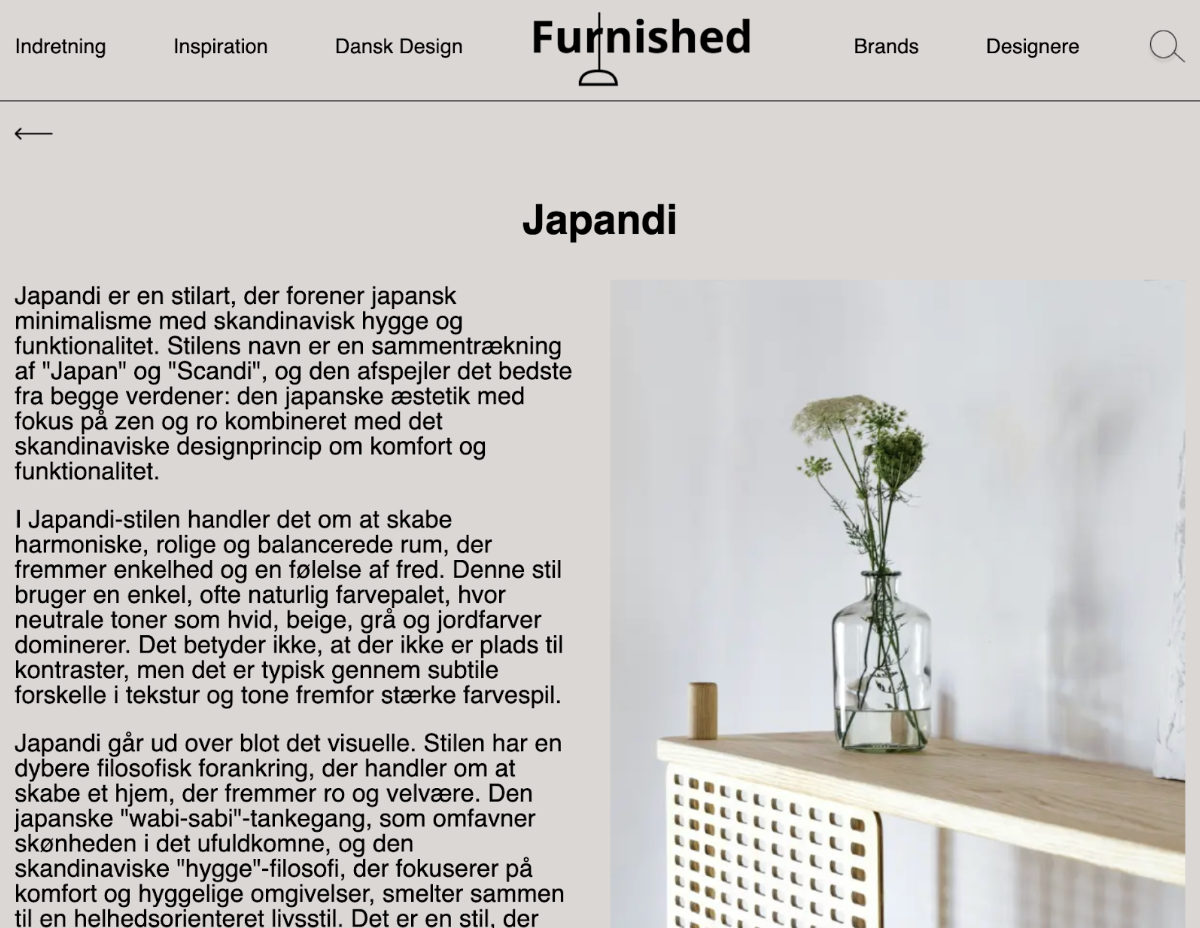 Indretning
Inspiration
Dansk Design
Furnished
Brands
Designere
Japandi
Japandi er en stilart, der forener japansk
minimalisme med skandinavisk hygge og
funktionalitet. Stilens navn er en sammentrækning
af "Japan" og "Scandi", og den afspejler det bedste
fra begge verdener: den japanske æstetik med
fokus på zen og ro kombineret med det
skandinaviske designprincip om komfort og
funktionalitet.
I Japandi-stilen handler det om at skabe
harmoniske, rolige og balancerede rum, der
fremmer enkelhed og en følelse af fred. Denne stil
bruger en enkel, ofte naturlig farvepalet, hvor
neutrale toner som hvid, beige, grå og jordfarver
dominerer. Det betyder ikke, at der ikke er plads til
kontraster, men det er typisk gennem subtile
forskelle i tekstur og tone fremfor stærke farvespil.
Japandi går ud over blot det visuelle. Stilen har en
dybere filosofisk forankring, der handler om at
skabe et hjem, der fremmer ro og velvære. Den
japanske "wabi-sabi"-tankegang, som omfavner
skønheden i det ufuldkomne, og den
skandinaviske "hygge"-filosofi, der fokuserer på
komfort og hyggelige omgivelser, smelter sammen
til en helhedsorienteret livsstil. Det er en stil, der